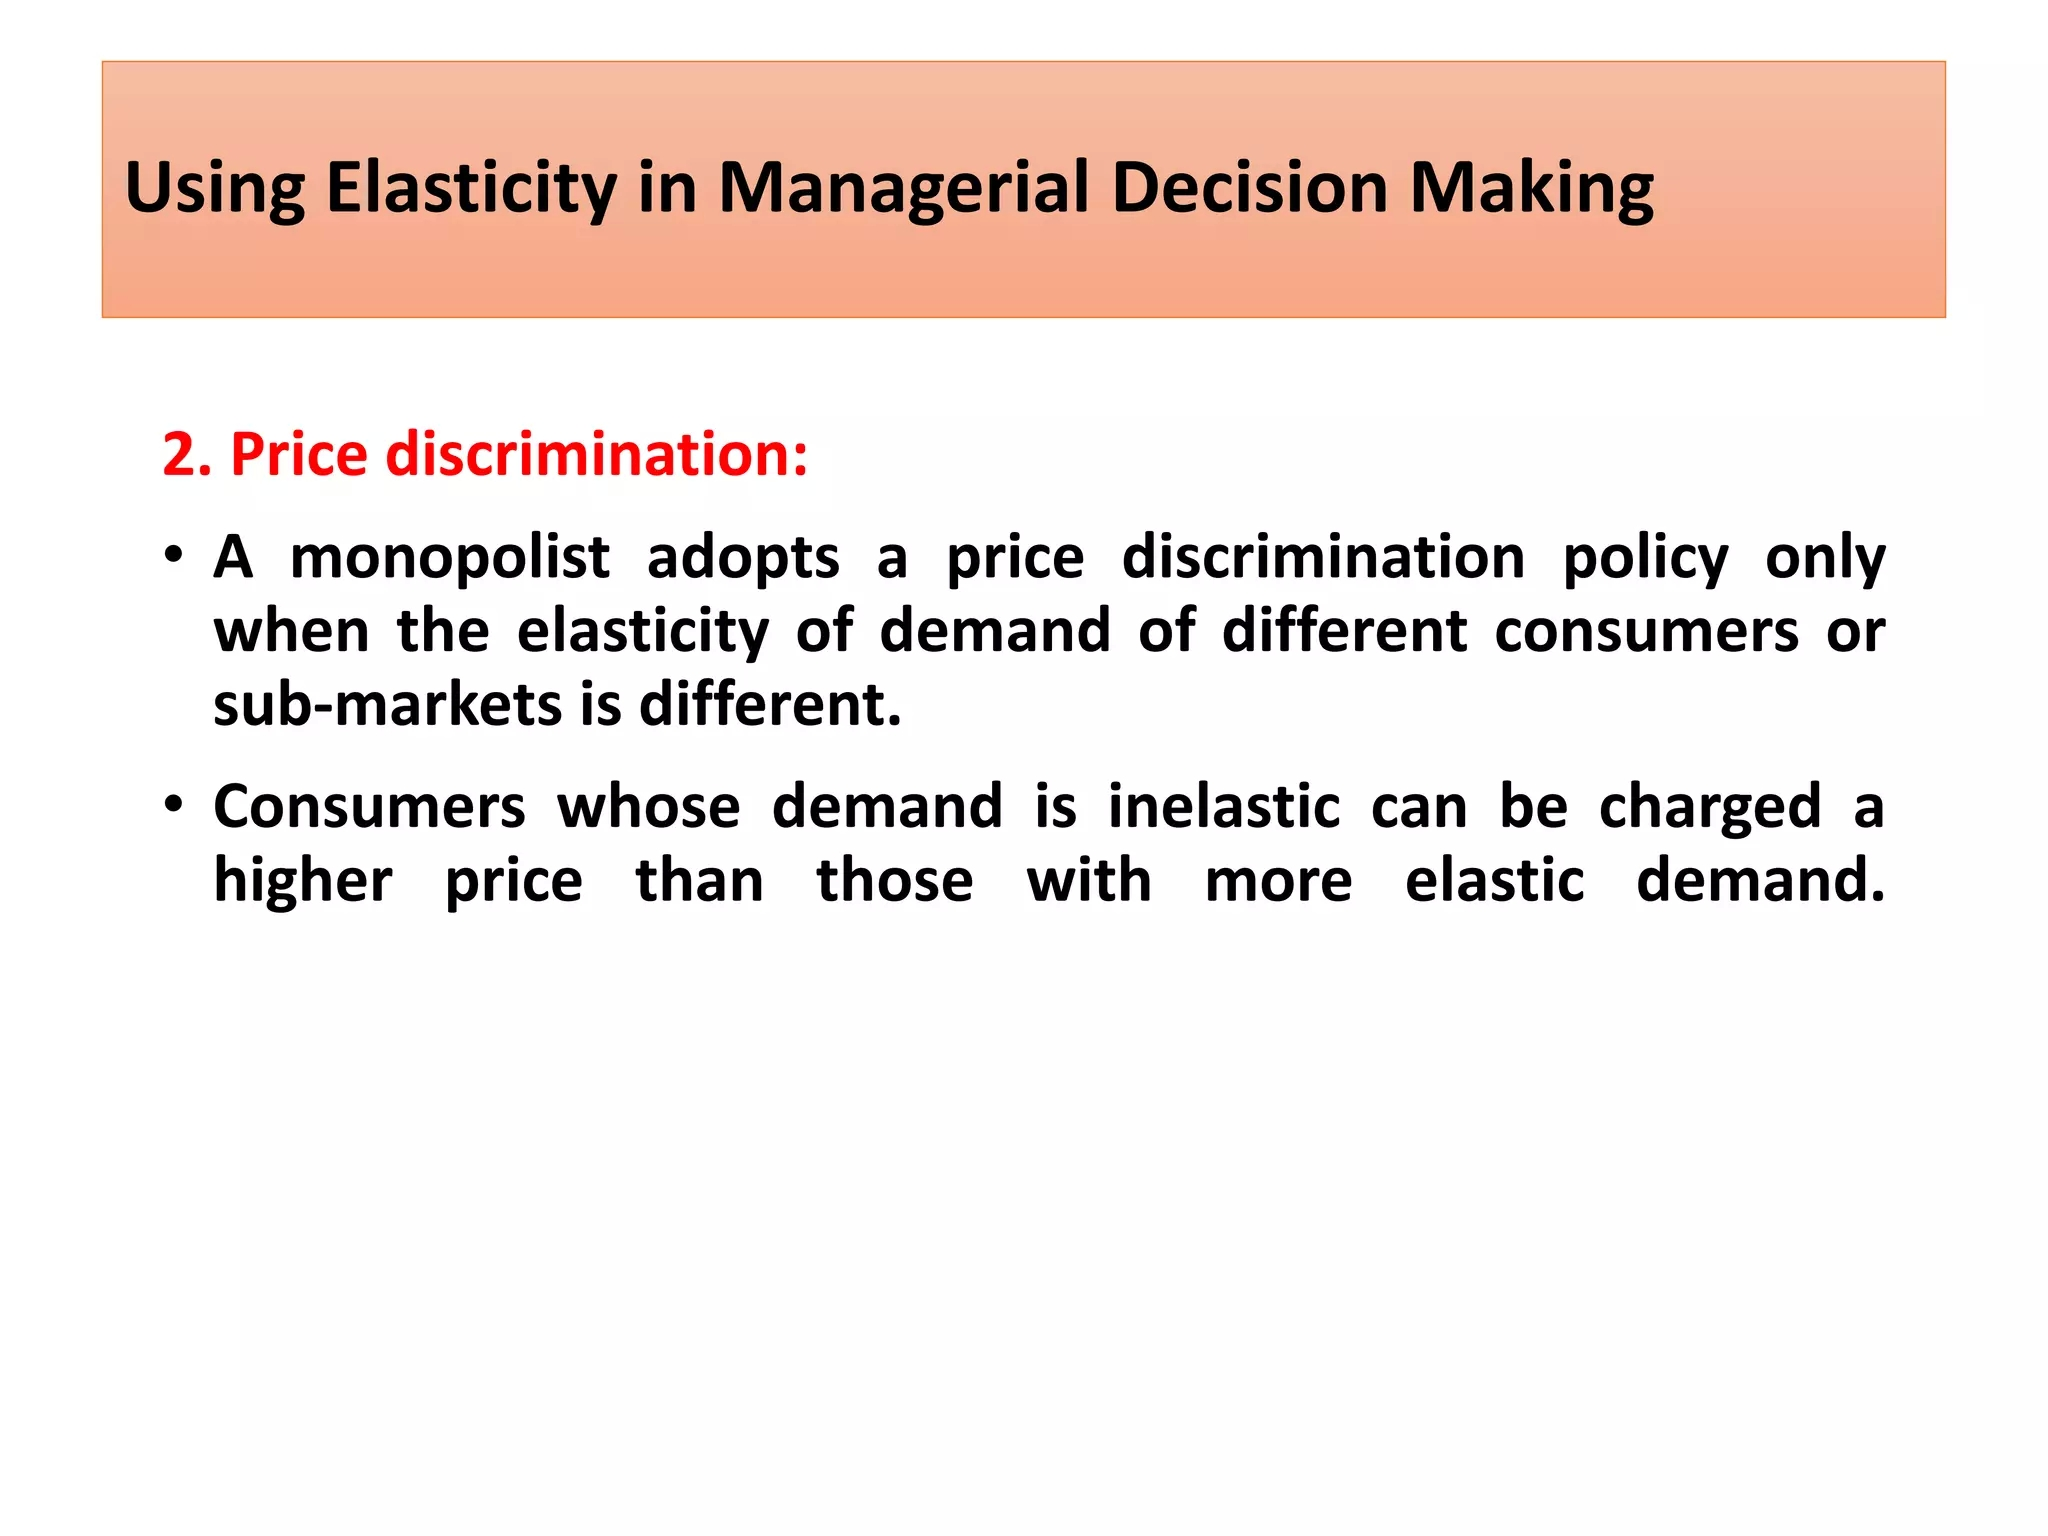 Using Elasticity in Managerial Decision Making
2. Price discrimination:
• A monopolist adopts a price discrimination policy only
when the elasticity of demand of different consumers or
sub-markets is different.
• Consumers whose demand is inelastic can be charged a
higher price than those with more elastic demand.